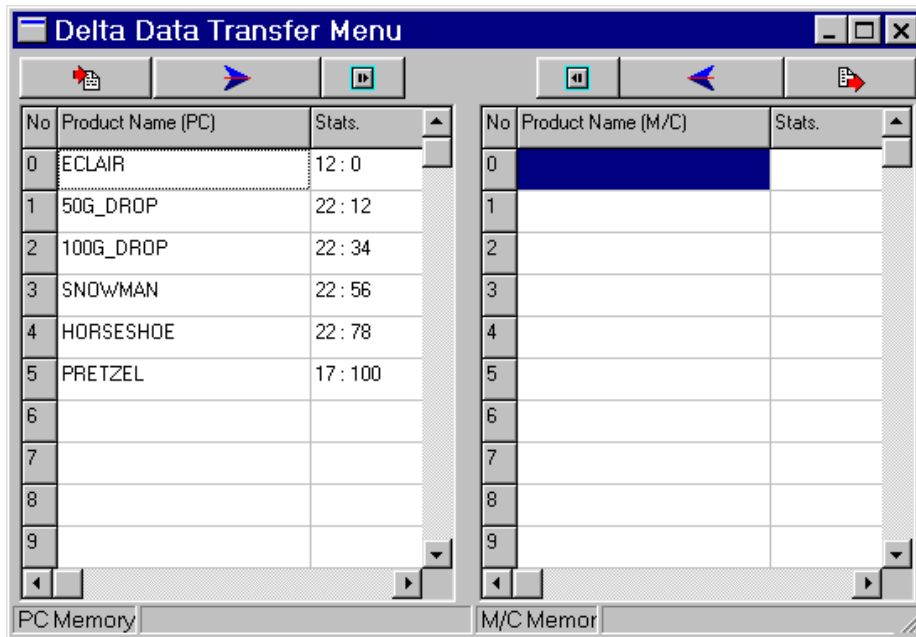 Delta Data Transfer Menu
No Product Name (PC) Stats.
0 ECLAIR 12 : 0
1 50G_DROP 22 : 12
2 100G_DROP 22 : 34
3 SNOWMAN 22 : 56
4 HORSESHOE 22 : 78
5 PRETZEL 17 : 100
6
7
8
9
PC Memory
No Product Name (M/C) Stats.
0
1
2
3
4
5
6
7
8
9
M/C Memor